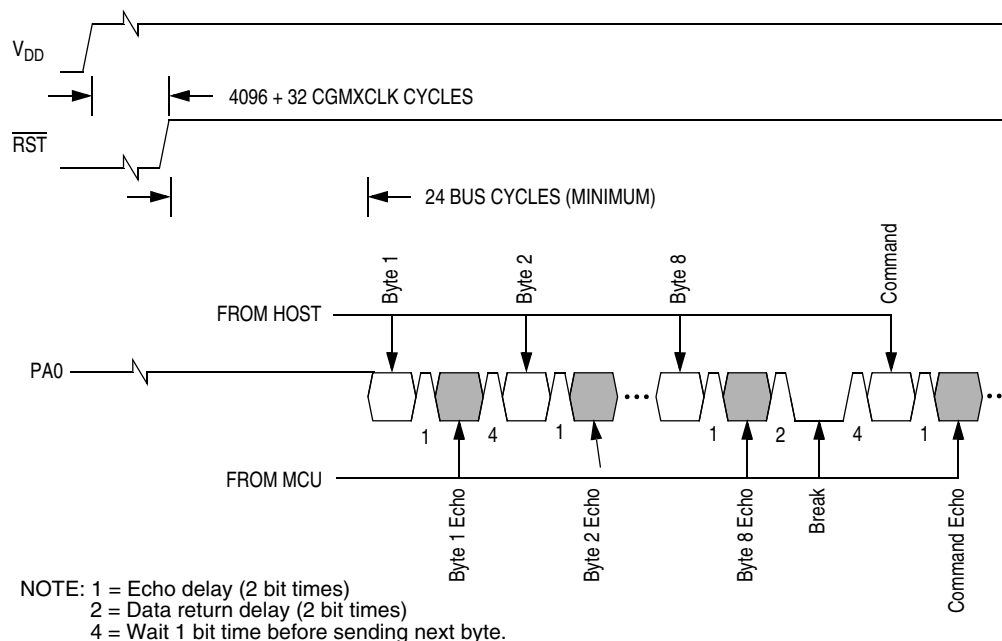 VDD
4096 + 32 CGMXCLK CYCLES
RST
24 BUS CYCLES (MINIMUM)
Byte 1
Byte 2
Byte 8
Command
FROM HOST
PA0
1
4
1
1
2
4
1
FROM MCU
Byte 1 Echo
Byte 2 Echo
Byte 8 Echo
Break
Command Echo
NOTE: 1 = Echo delay (2 bit times)
2 = Data return delay (2 bit times)
4 = Wait 1 bit time before sending next byte.